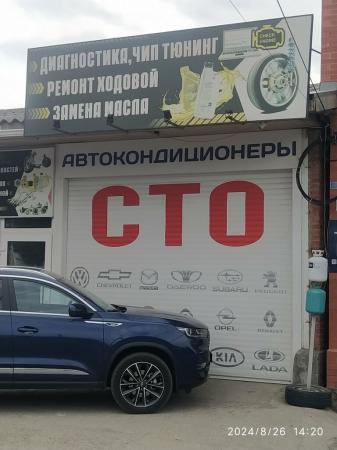 CHECK ENGINE
ДИАГНОСТИКА, ЧИП ТЮНИНГ
РЕМОНТ ХОДОВОЙ
ЗАМЕНА МАСЛА
АВТОКОНДИЦИОНЕРЫ
СТО
CHEVROLET
MAZDA
DAEWOO
SUBARU
PEUGEOT
OPEL
RENAULT
KIA
LADA
2024/8/26 14:20